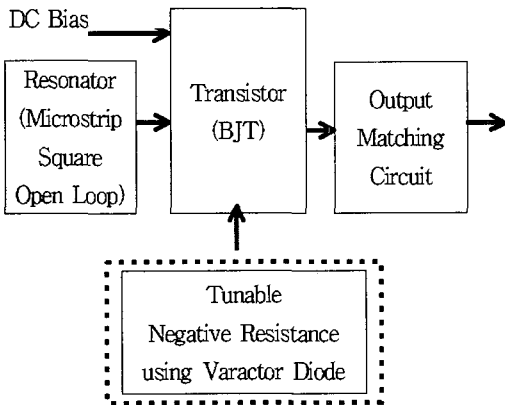 DC Bias
Resonator
(Microstrip
Square
Open Loop)
Transistor
(BJT)
Output
Matching
Circuit
Tunable
Negative Resistance
using Varactor Diode